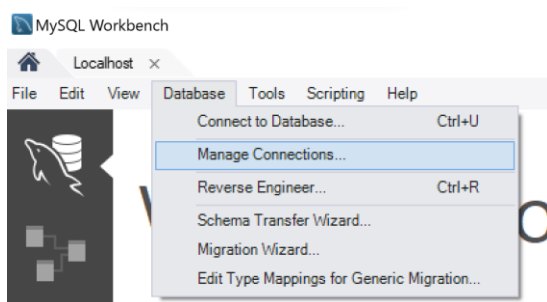 MySQL Workbench
Localhost ×
File Edit View Database Tools Scripting Help
Connect to Database... Ctrl+U
Manage Connections...
Reverse Engineer... Ctrl+R
Schema Transfer Wizard...
Migration Wizard...
Edit Type Mappings for Generic Migration...